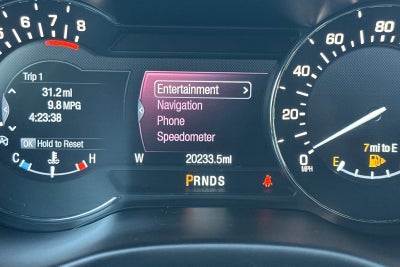 5 6 7 8
Trip 1
31.2 mi
9.8 MPG
4:23:38
OK Hold to Reset
C H
Entertainment
Navigation
Phone
Speedometer
W 20233.5mi
PRNDS
0 20 40 60 80
MPH
7 mi to E
E